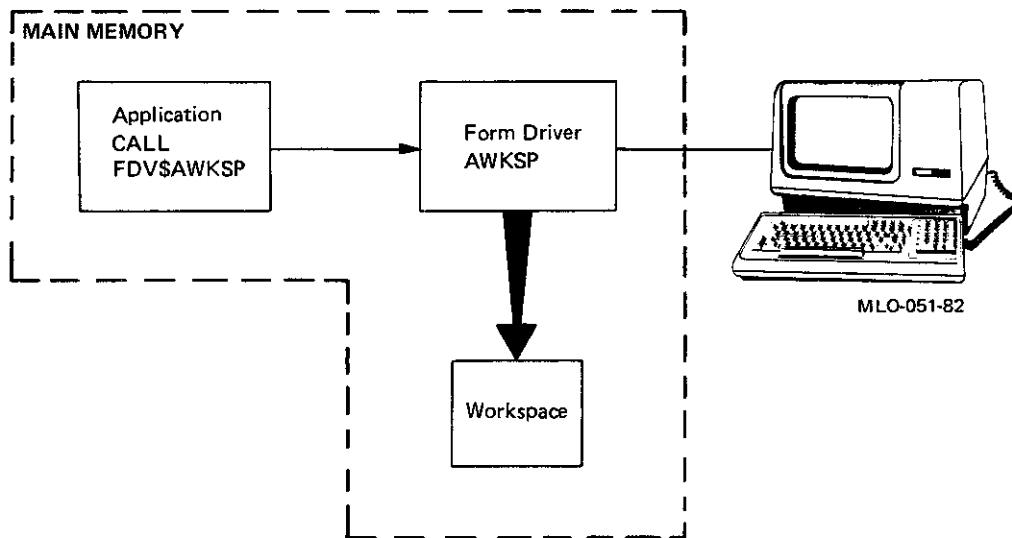 MAIN MEMORY
Application
CALL
FDV$AWKSP
Form Driver
AWKSP
MLO-051-82
Workspace